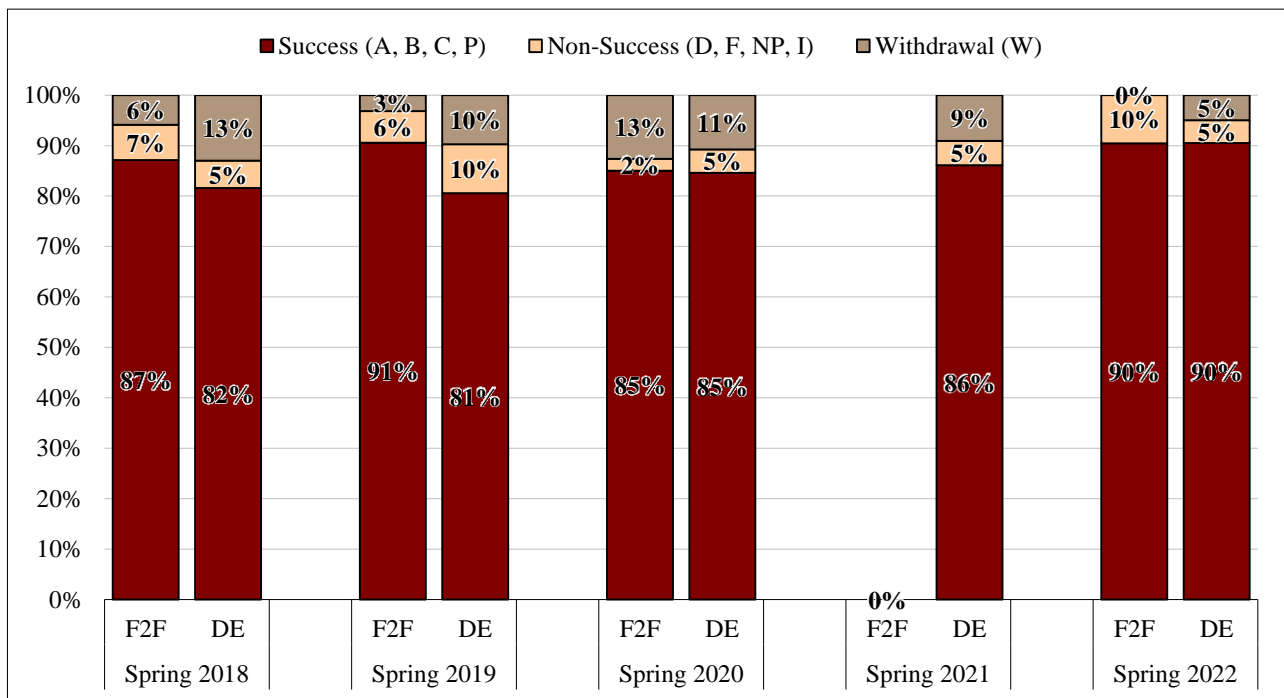 Success (A, B, C, P) Non-Success (D, F, NP, I) Withdrawal (W)
100%
90%
80%
70%
60%
50%
40%
30%
20%
10%
0%
6% 13% 3% 10% 13% 11% 9% 0% 5%
7% 5% 6% 10% 2% 5% 5% 10% 5%
87% 82% 91% 81% 85% 85% 86% 90% 90%
0%
F2F DE F2F DE F2F DE F2F DE F2F DE
Spring 2018 Spring 2019 Spring 2020 Spring 2021 Spring 2022